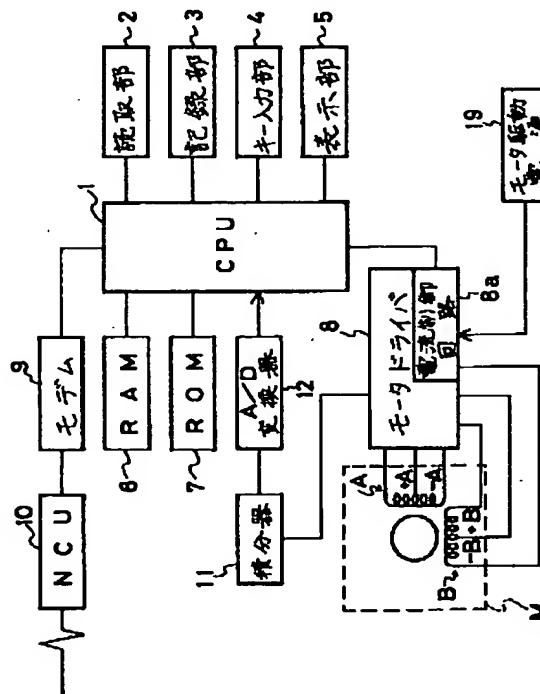 2
読取部
3
記録部
4
キー入力部
5
表示部
1
CPU
9
モデム
10
NCU
RAM
6
ROM
7
A/D
変換器
12
積分器
11
8
モータドライバ
電流制御
回路
8a
19
モータ駆動
A
+A
-A
B
-B
+B
M